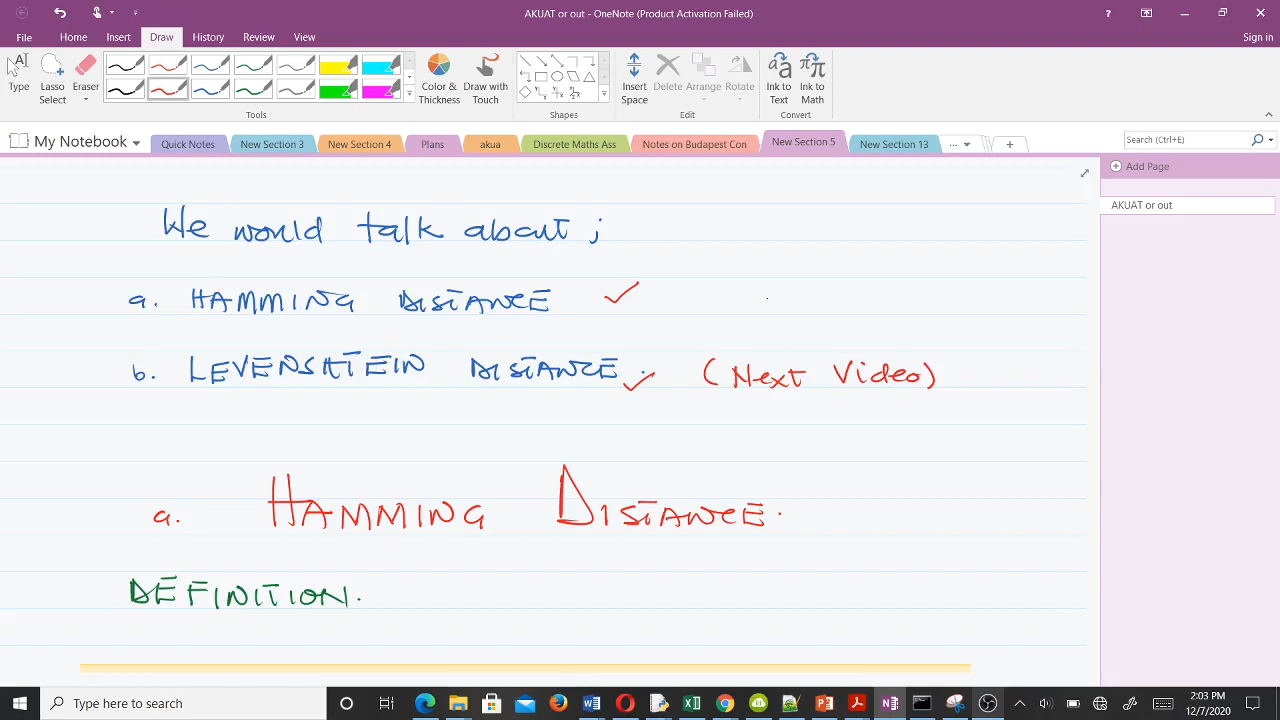 AKUAT or out - OneNote (Product Activation Failed)
File Home Insert Draw History Review View Sign in
Type Lasso Select Eraser Color & Thickness Draw with Touch Insert Space Delete Arrange Rotate Ink to Text Ink to Math
Tools Shapes Edit Convert
My Notebook Quick Notes New Section 3 New Section 4 Plans akua Discrete Maths Ass Notes on Budapest Con New Section 5 New Section 13 ... Search (Ctrl+E)
Add Page
AKUAT or out
We would talk about ;
a. HAMMING DISTANCE
b. LEVENSHTEIN DISTANCE. (Next Video)
a. HAMMING DISTANCE.
DEFINITION.
Type here to search
2:03 PM
12/7/2020